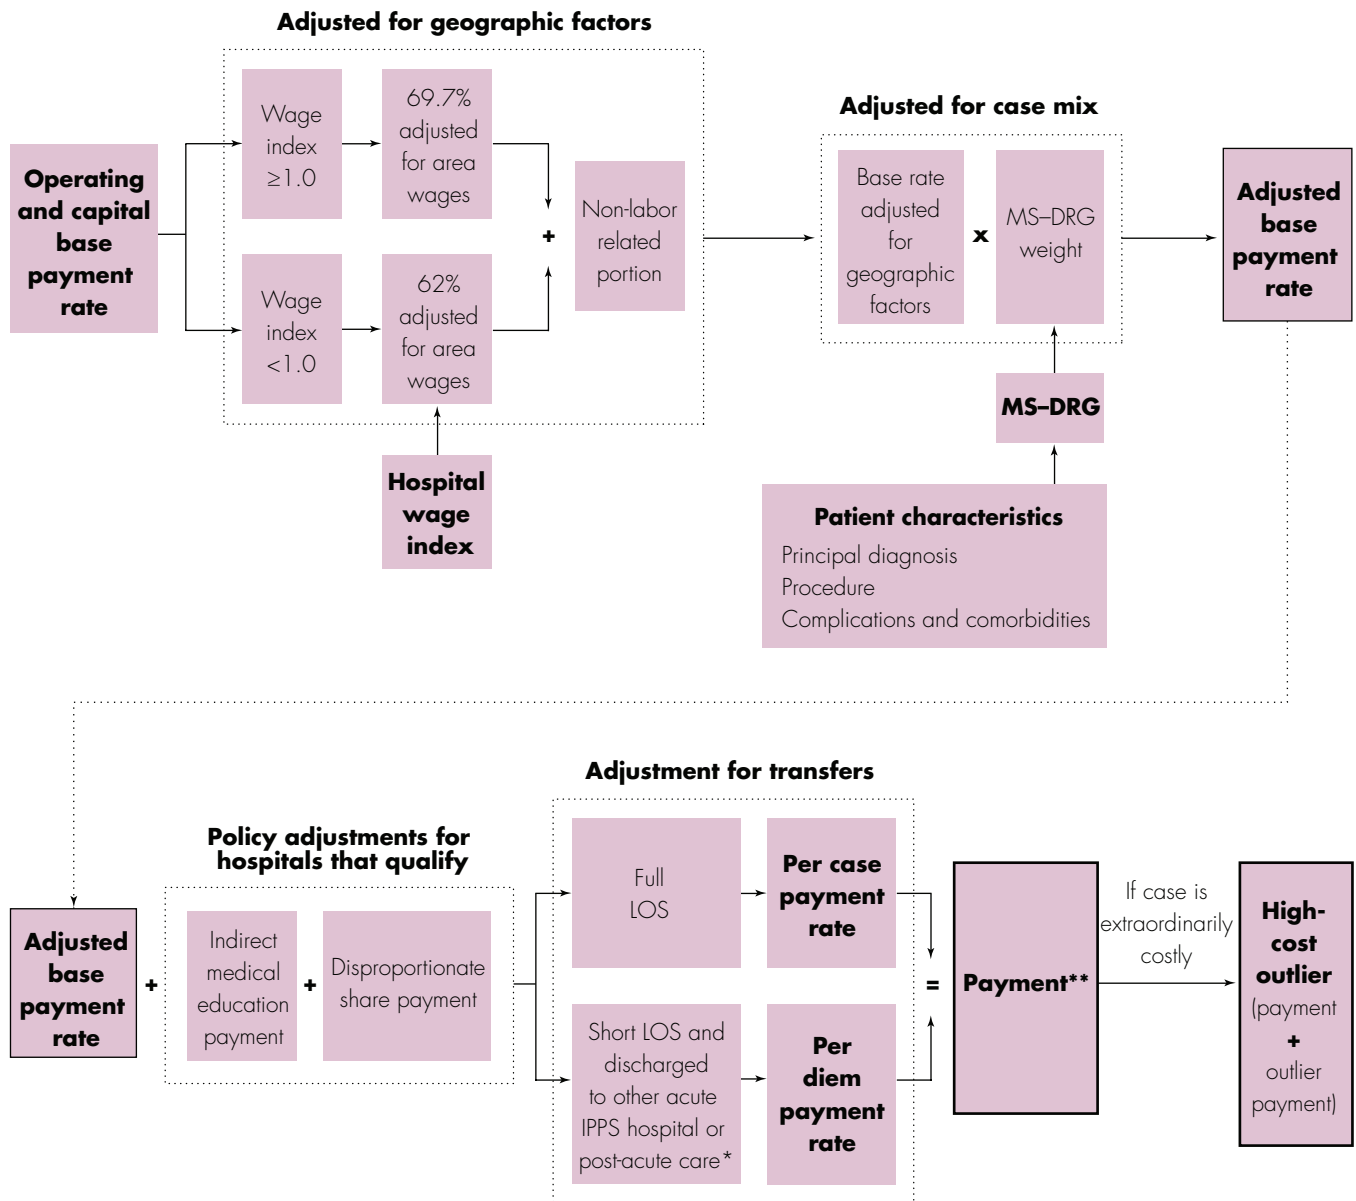 Adjusted for geographic factors
Operating
and capital
base
payment
rate
Wage
index
≥1.0
69.7%
adjusted
for area
wages
Wage
index
<1.0
62%
adjusted
for area
wages
+
Non-labor
related
portion
Hospital
wage
index
Adjusted for case mix
Base rate
adjusted
for
geographic
factors
x
MS–DRG
weight
MS–DRG
Patient characteristics
Principal diagnosis
Procedure
Complications and comorbidities
Adjusted
base
payment
rate
Adjusted
base
payment
rate
+
Policy adjustments for
hospitals that qualify
Indirect
medical
education
payment
+
Disproportionate
share payment
Adjustment for transfers
Full
LOS
Per case
payment
rate
Short LOS and
discharged
to other acute
IPPS hospital or
post-acute care*
Per
diem
payment
rate
=
Payment**
If case is
extraordinarily
costly
High-
cost
outlier
(payment
+
outlier
payment)